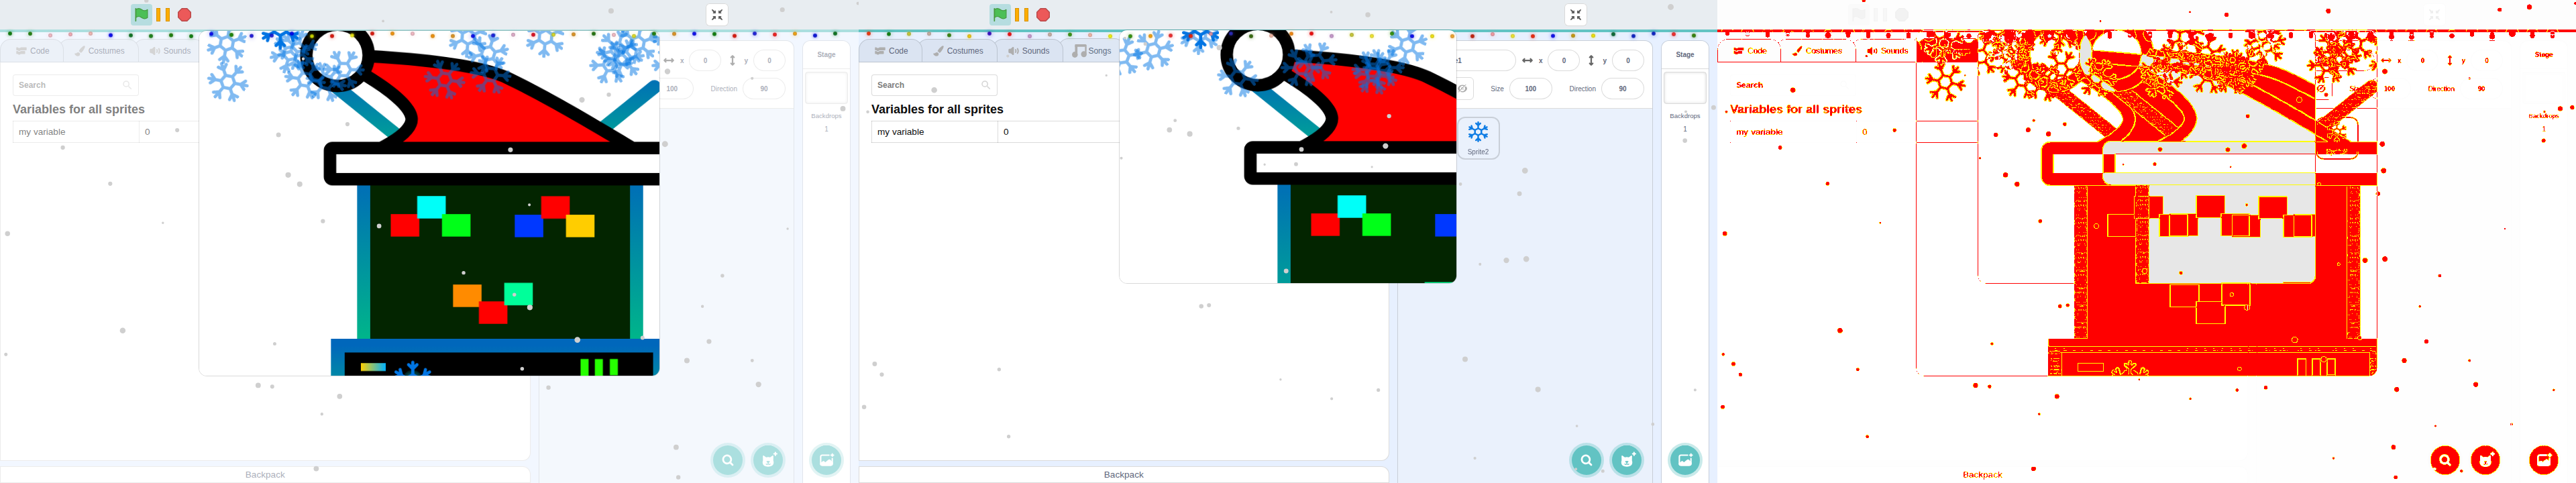 Code Costumes Sounds
x 0 y 0
Stage
Search
100 Direction 90
Variables for all sprites
my variable 0
Backdrops
1
Backpack
Code Costumes Sounds Songs
x 0 y 0
Stage
Search
Size 100 Direction 90
Variables for all sprites
my variable 0
Backdrops
1
Sprite2
Backpack
Code Costumes Sounds
x 0 y 0
Stage
Search
100 Direction 90
Variables for all sprites
my variable 0
Backdrops
1
Backpack